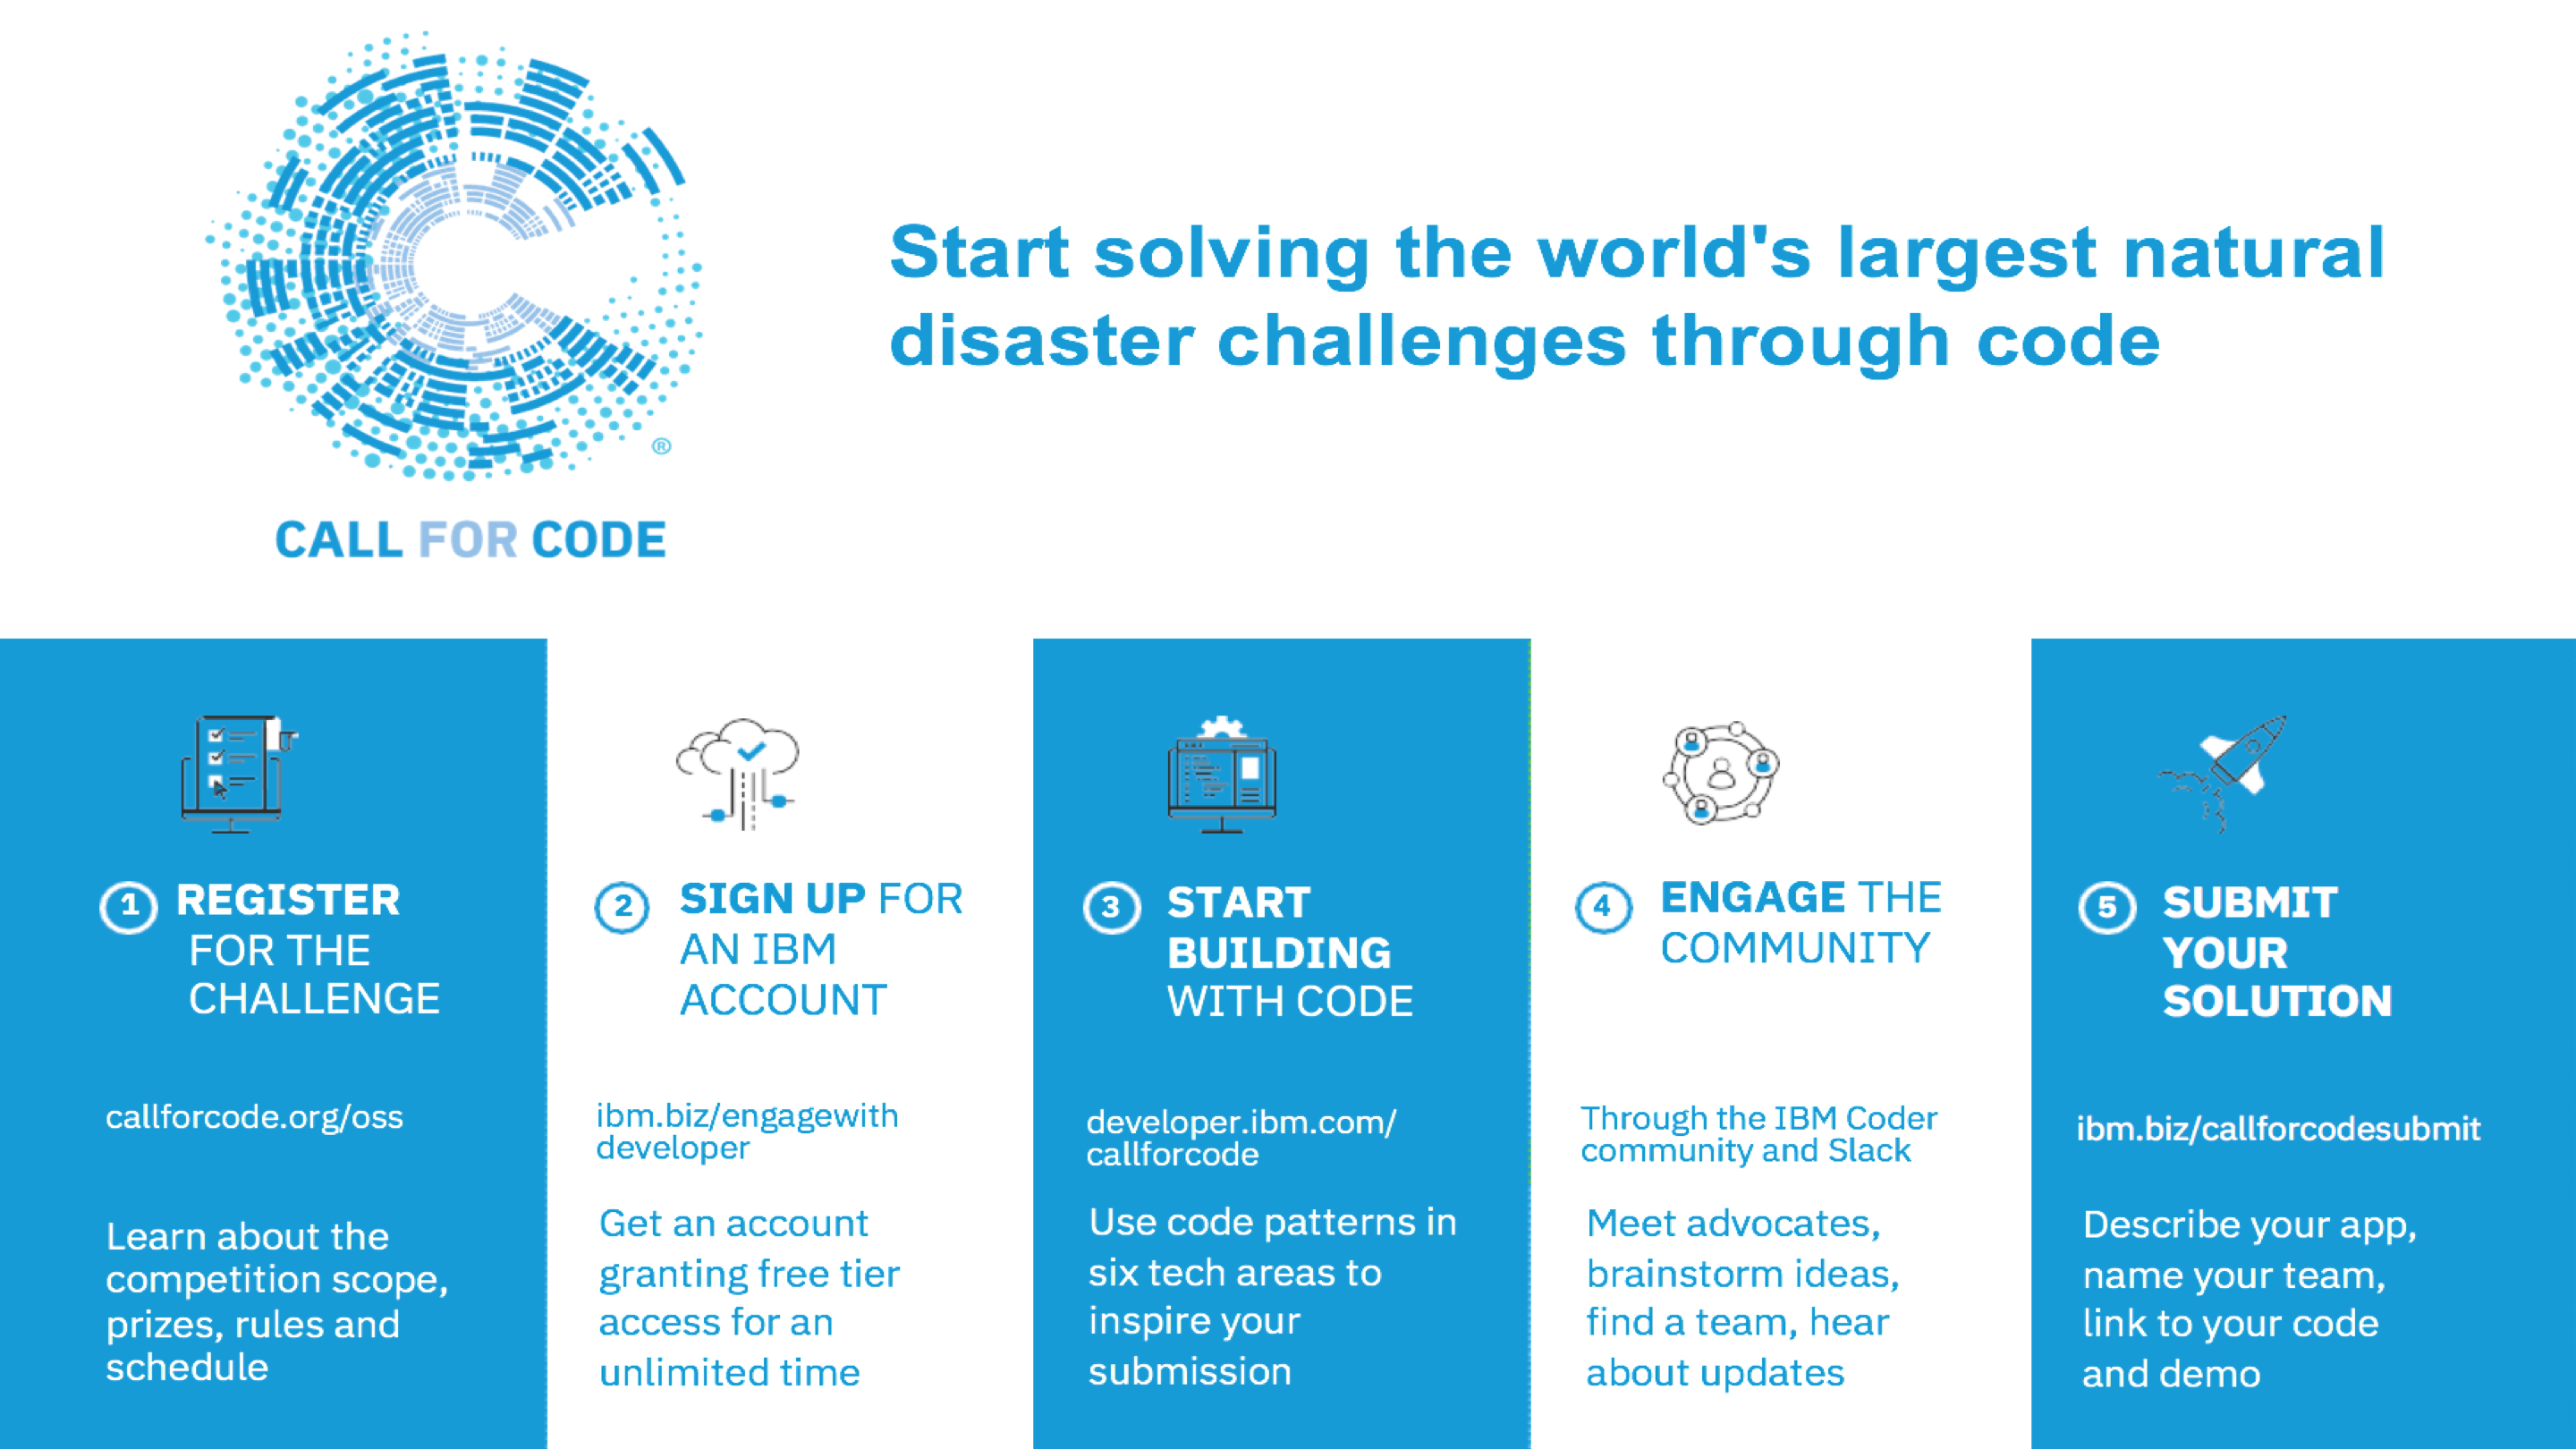 ®
CALL FOR CODE
Start solving the world's largest natural
disaster challenges through code
1 REGISTER
FOR THE
CHALLENGE
callforcode.org/oss
Learn about the
competition scope,
prizes, rules and
schedule
2 SIGN UP FOR
AN IBM
ACCOUNT
ibm.biz/engagewith
developer
Get an account
granting free tier
access for an
unlimited time
3 START
BUILDING
WITH CODE
developer.ibm.com/
callforcode
Use code patterns in
six tech areas to
inspire your
submission
4 ENGAGE THE
COMMUNITY
Through the IBM Coder
community and Slack
Meet advocates,
brainstorm ideas,
find a team, hear
about updates
5 SUBMIT
YOUR
SOLUTION
ibm.biz/callforcodesubmit
Describe your app,
name your team,
link to your code
and demo